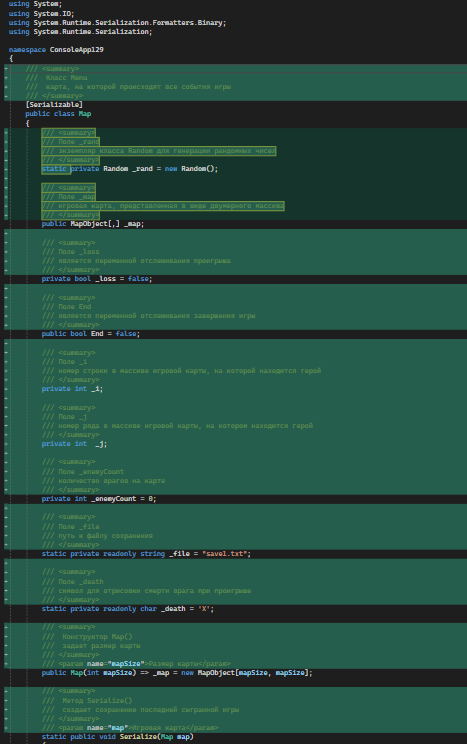 using System;
using System.IO;
using System.Runtime.Serialization.Formatters.Binary;
using System.Runtime.Serialization;
namespace ConsoleApp129
{
/// <summary>
/// Класс Мапы
/// карта, на которой происходят все события игры
/// </summary>
[Serializable]
public class Map
{
/// <summary>
/// Поле _rand
/// экземпляр класса Random для генерации рандомных чисел
/// </summary>
static private Random _rand = new Random();
/// <summary>
/// Поле _map
/// игровая карта, представленная в виде двумерного массива
/// </summary>
public MapObject[,] _map;
/// <summary>
/// Поле _loss
/// является переменной отслеживания проигрыша
/// </summary>
private bool _loss = false;
/// <summary>
/// Поле End
/// является переменной отслеживания завершения игры
/// </summary>
public bool End = false;
/// <summary>
/// Поле _i
/// номер строки в массиве игровой карты, на которой находится герой
/// </summary>
private int _i;
/// <summary>
/// Поле _j
/// номер ряда в массиве игровой карты, на котором находится герой
/// </summary>
private int _j;
/// <summary>
/// Поле _enemyCount
/// количество врагов на карте
/// </summary>
private int _enemyCount = 0;
/// <summary>
/// Поле _file
/// путь к файлу сохранения
/// </summary>
static private readonly string _file = "save1.txt";
/// <summary>
/// Поле _death
/// символ для отрисовки смерти врага при проигрыше
/// </summary>
static private readonly char _death = 'X';
/// <summary>
/// Конструктор Map()
/// задает размер карты
/// </summary>
/// <param name="mapSize">Размер карты</param>
public Map(int mapSize) => _map = new MapObject[mapSize, mapSize];
/// <summary>
/// Метод Serialize()
/// создает сохранение последней сыгранной игры
/// </summary>
/// <param name="map">Игровая карта</param>
static public void Serialize(Map map)